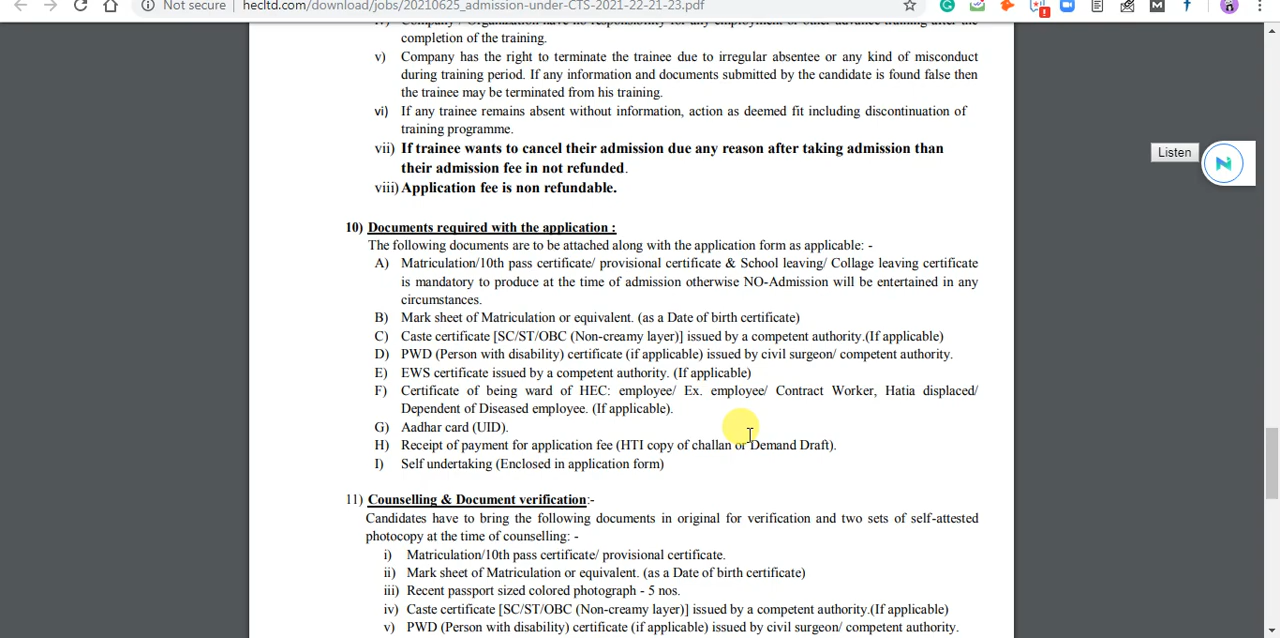 Not secure | hecltd.com/download/jobs/20210625_admission-under-CTS-2021-22-21-23.pdf
iv) Company / Organization have no responsibility for any employment or other advance training after the
completion of the training.
v) Company has the right to terminate the trainee due to irregular absentee or any kind of misconduct
during training period. If any information and documents submitted by the candidate is found false then
the trainee may be terminated from his training.
vi) If any trainee remains absent without information, action as deemed fit including discontinuation of
training programme.
vii) If trainee wants to cancel their admission due any reason after taking admission than
their admission fee in not refunded.
viii) Application fee is non refundable.
Listen
10) Documents required with the application :
The following documents are to be attached along with the application form as applicable: -
A) Matriculation/10th pass certificate/ provisional certificate & School leaving/ Collage leaving certificate
is mandatory to produce at the time of admission otherwise NO-Admission will be entertained in any
circumstances.
B) Mark sheet of Matriculation or equivalent. (as a Date of birth certificate)
C) Caste certificate [SC/ST/OBC (Non-creamy layer)] issued by a competent authority.(If applicable)
D) PWD (Person with disability) certificate (if applicable) issued by civil surgeon/ competent authority.
E) EWS certificate issued by a competent authority. (If applicable)
F) Certificate of being ward of HEC: employee/ Ex. employee/ Contract Worker, Hatia displaced/
Dependent of Diseased employee. (If applicable).
G) Aadhar card (UID).
H) Receipt of payment for application fee (HTI copy of challan or Demand Draft).
I) Self undertaking (Enclosed in application form)
11) Counselling & Document verification:-
Candidates have to bring the following documents in original for verification and two sets of self-attested
photocopy at the time of counselling: -
i) Matriculation/10th pass certificate/ provisional certificate.
ii) Mark sheet of Matriculation or equivalent. (as a Date of birth certificate)
iii) Recent passport sized colored photograph - 5 nos.
iv) Caste certificate [SC/ST/OBC (Non-creamy layer)] issued by a competent authority.(If applicable)
v) PWD (Person with disability) certificate (if applicable) issued by civil surgeon/ competent authority.